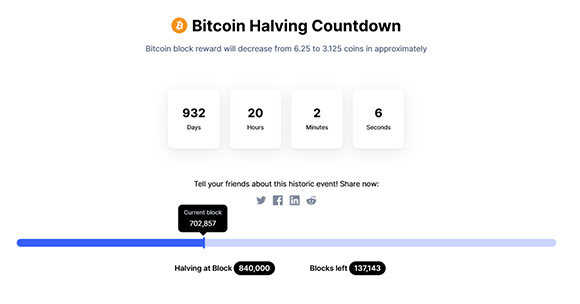 Bitcoin Halving Countdown
Bitcoin block reward will decrease from 6.25 to 3.125 coins in approximately
932 20 2 6
Days Hours Minutes Seconds
Tell your friends about this historic event! Share now:
Current block
702,857
Halving at Block 840,000 Blocks left 137,143